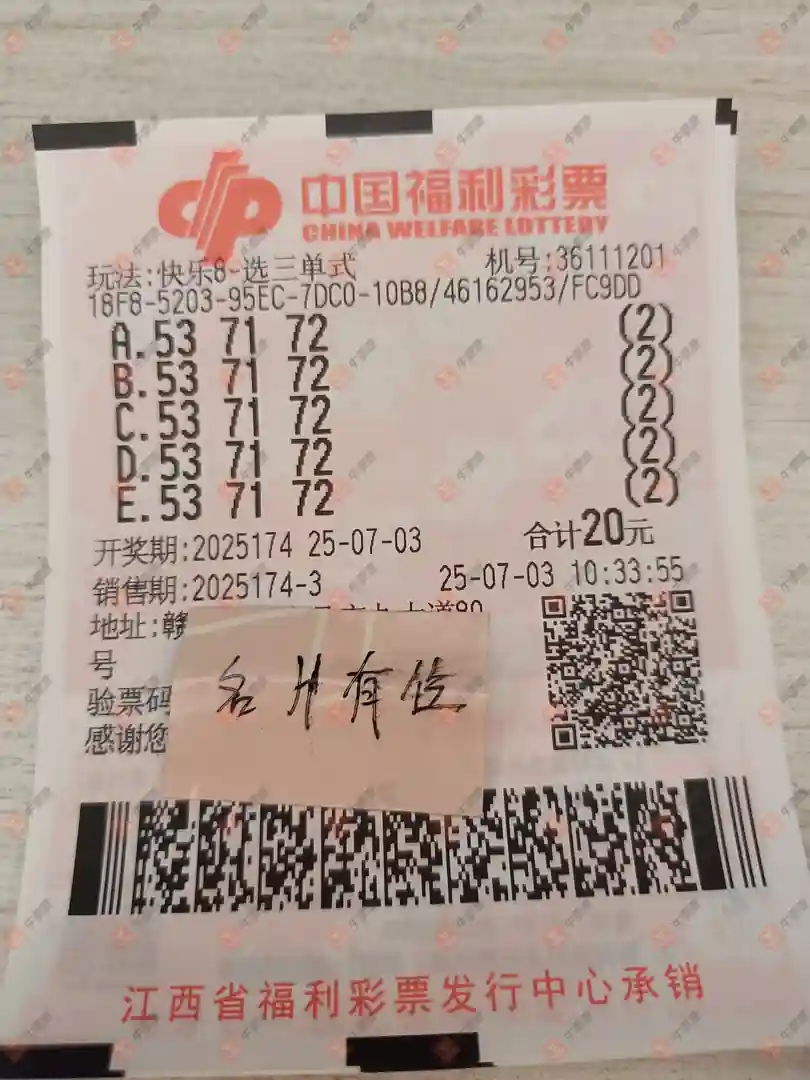 中国福利彩票
CHINA WELFARE LOTTERY
玩法:快乐8-选三单式 机号:36111201
18F8-5203-95EC-7DC0-10B8/46162953/FC9DD
A.53 71 72 (2)
B.53 71 72 (2)
C.53 71 72 (2)
D.53 71 72 (2)
E.53 71 72 (2)
开奖期:2025174 25-07-03 合计20元
销售期:2025174-3 25-07-03 10:33:55
地址:赣
号
验票码
感谢您
名片有位
江西省福利彩票发行中心承销